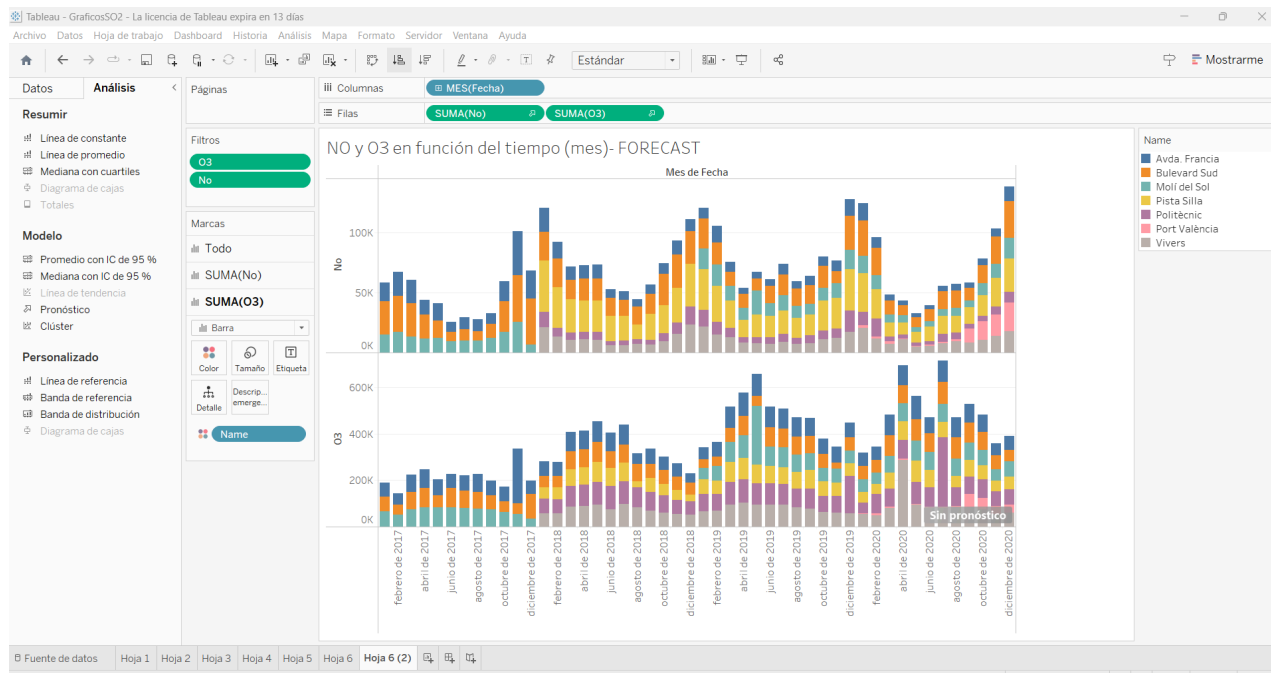 Tableau - GraficosSO2 - La licencia de Tableau expira en 13 días
Archivo Datos Hoja de trabajo Dashboard Historia Análisis Mapa Formato Servidor Ventana Ayuda
Estándar
Mostrarme
Datos
Análisis
Resumir
Línea de constante
Línea de promedio
Mediana con cuartiles
Diagrama de cajas
Totales
Modelo
Promedio con IC de 95 %
Mediana con IC de 95 %
Línea de tendencia
Pronóstico
Clúster
Personalizado
Línea de referencia
Banda de referencia
Banda de distribución
Diagrama de cajas
Páginas
Filtros
O3
No
Marcas
Todo
SUMA(No)
SUMA(O3)
Barra
Color
Tamaño
Etiqueta
Detalle
Descrip...
emerge...
Name
Columnas
MES(Fecha)
Filas
SUMA(No)
SUMA(O3)
NO y O3 en función del tiempo (mes)- FORECAST
Mes de Fecha
No
100K
50K
0K
O3
600K
400K
200K
0K
Sin pronóstico
febrero de 2017
abril de 2017
junio de 2017
agosto de 2017
octubre de 2017
diciembre de 2017
febrero de 2018
abril de 2018
junio de 2018
agosto de 2018
octubre de 2018
diciembre de 2018
febrero de 2019
abril de 2019
junio de 2019
agosto de 2019
octubre de 2019
diciembre de 2019
febrero de 2020
abril de 2020
junio de 2020
agosto de 2020
octubre de 2020
diciembre de 2020
Name
Avda. Francia
Bulevard Sud
Molí del Sol
Pista Silla
Politècnic
Port València
Vivers
Fuente de datos
Hoja 1
Hoja 2
Hoja 3
Hoja 4
Hoja 5
Hoja 6
Hoja 6 (2)